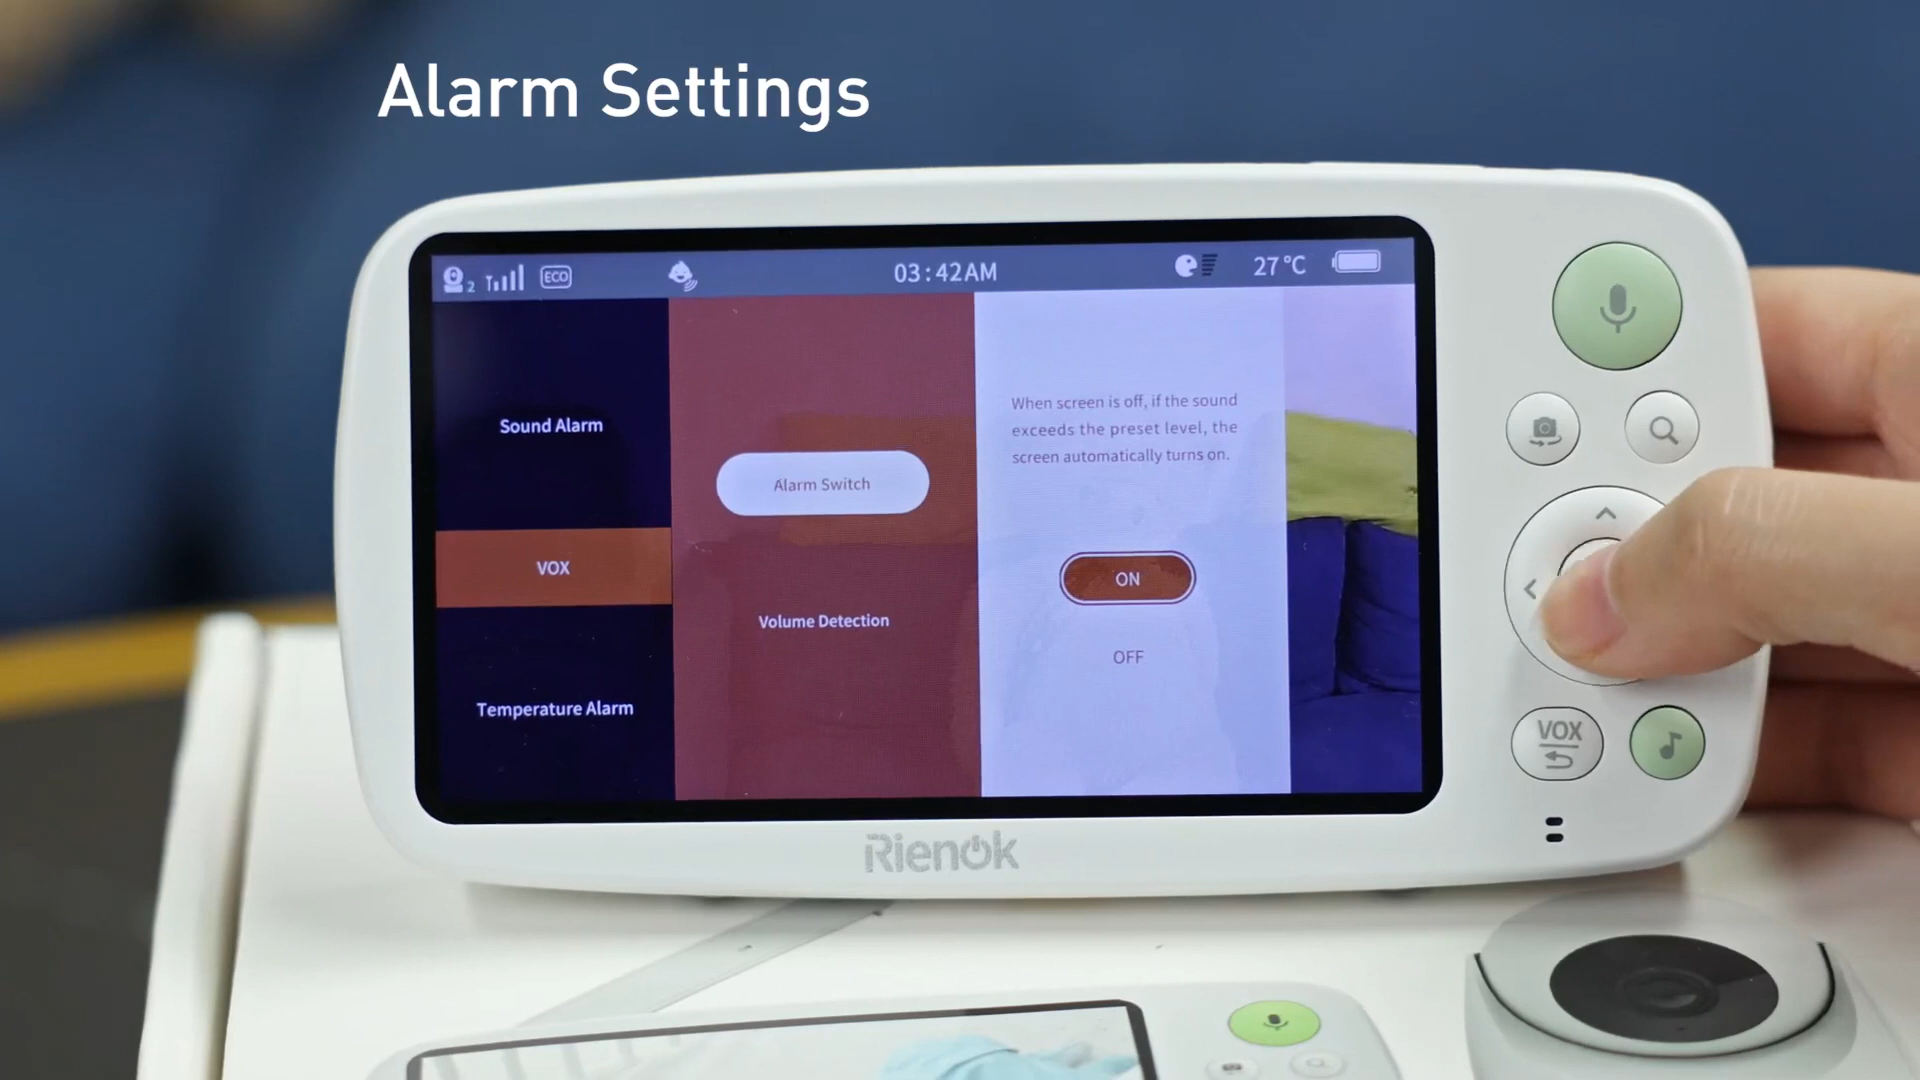 Alarm Settings
2
ECO
03:42AM
27°C
Sound Alarm
VOX
Temperature Alarm
Alarm Switch
Volume Detection
When screen is off, if the sound
exceeds the preset level, the
screen automatically turns on.
ON
OFF
VOX
Rienok